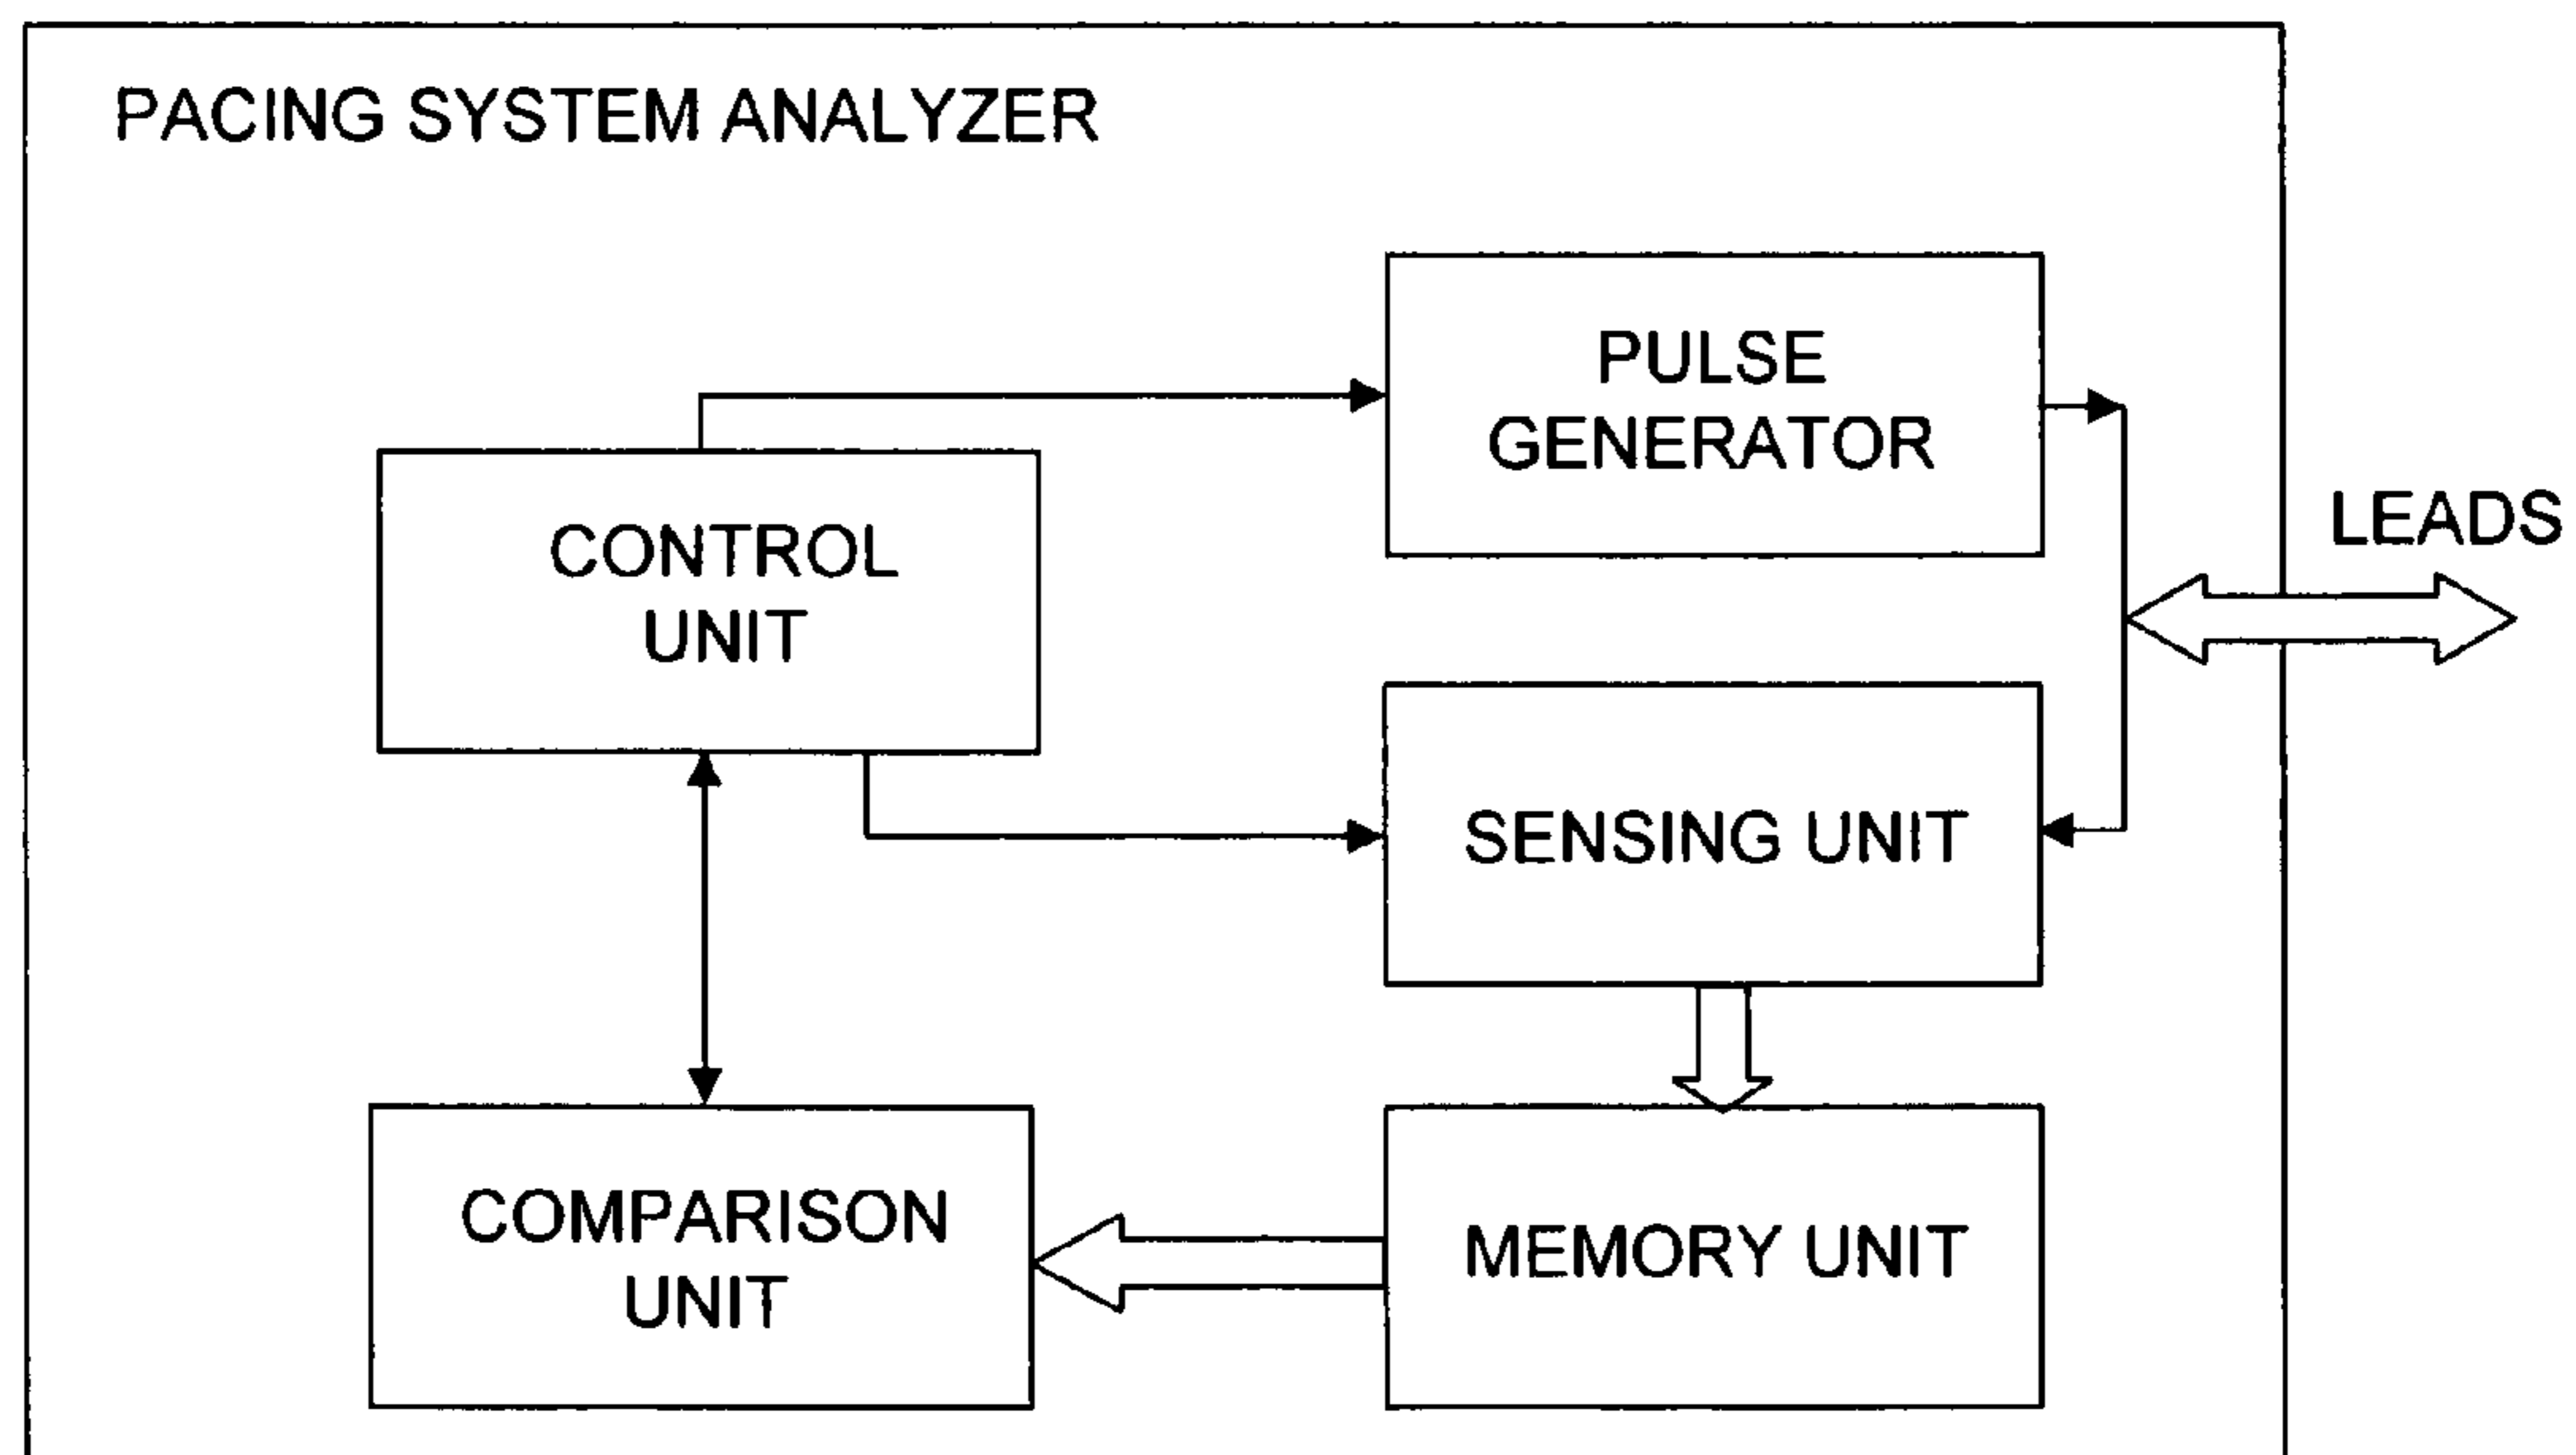 PACING SYSTEM ANALYZER
PULSE
GENERATOR
CONTROL
UNIT
LEADS
SENSING UNIT
COMPARISON
UNIT
MEMORY UNIT